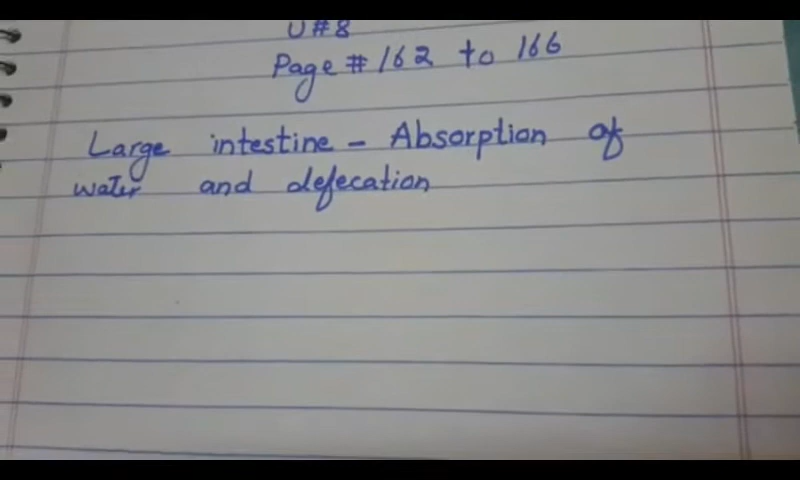 U#8
Page # 162 to 166
Large intestine - Absorption of
water and defecation